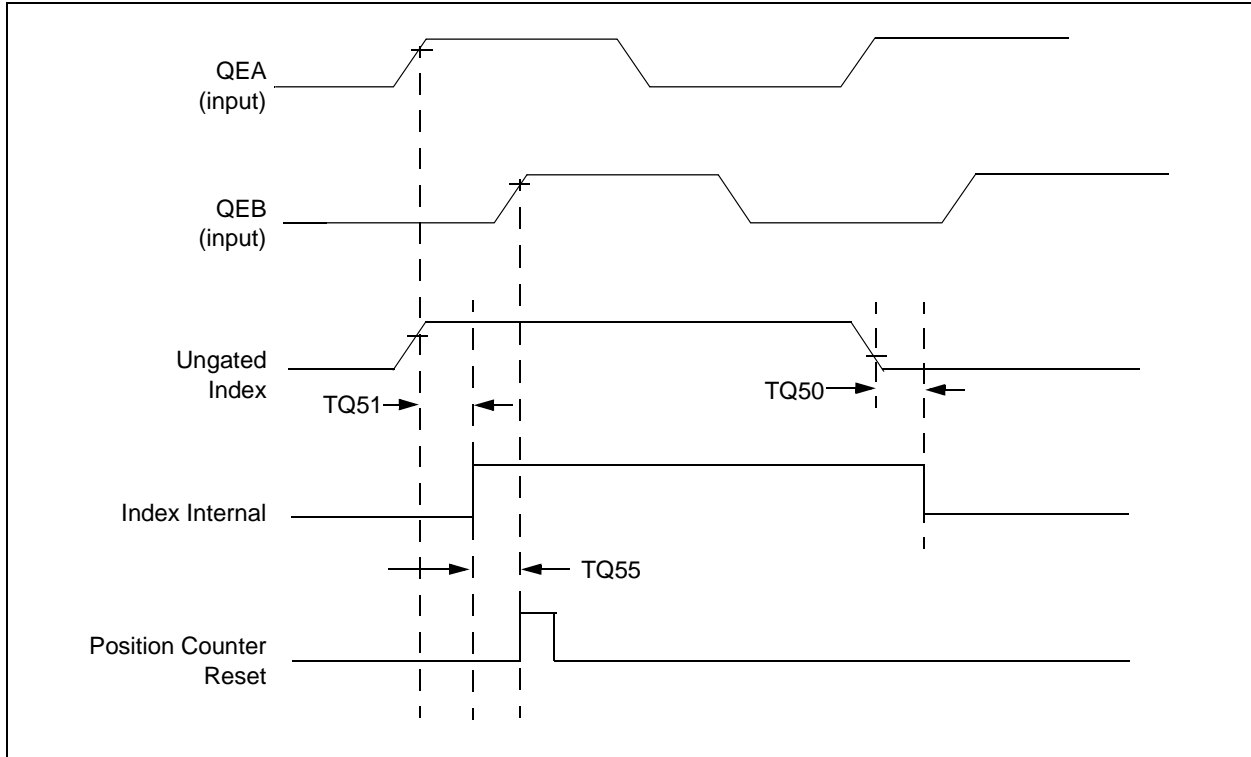 QEA
(input)
QEB
(input)
Ungated
Index
TQ51
TQ50
Index Internal
TQ55
Position Counter
Reset